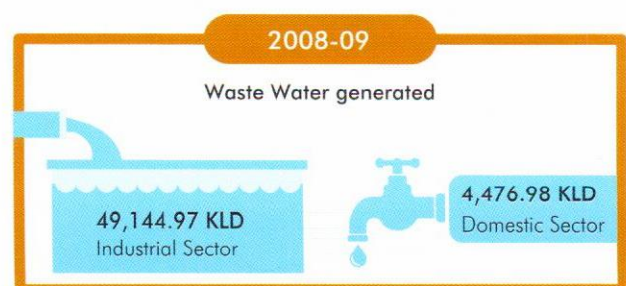 2008-09
Waste Water generated
49,144.97 KLD
Industrial Sector
4,476.98 KLD
Domestic Sector